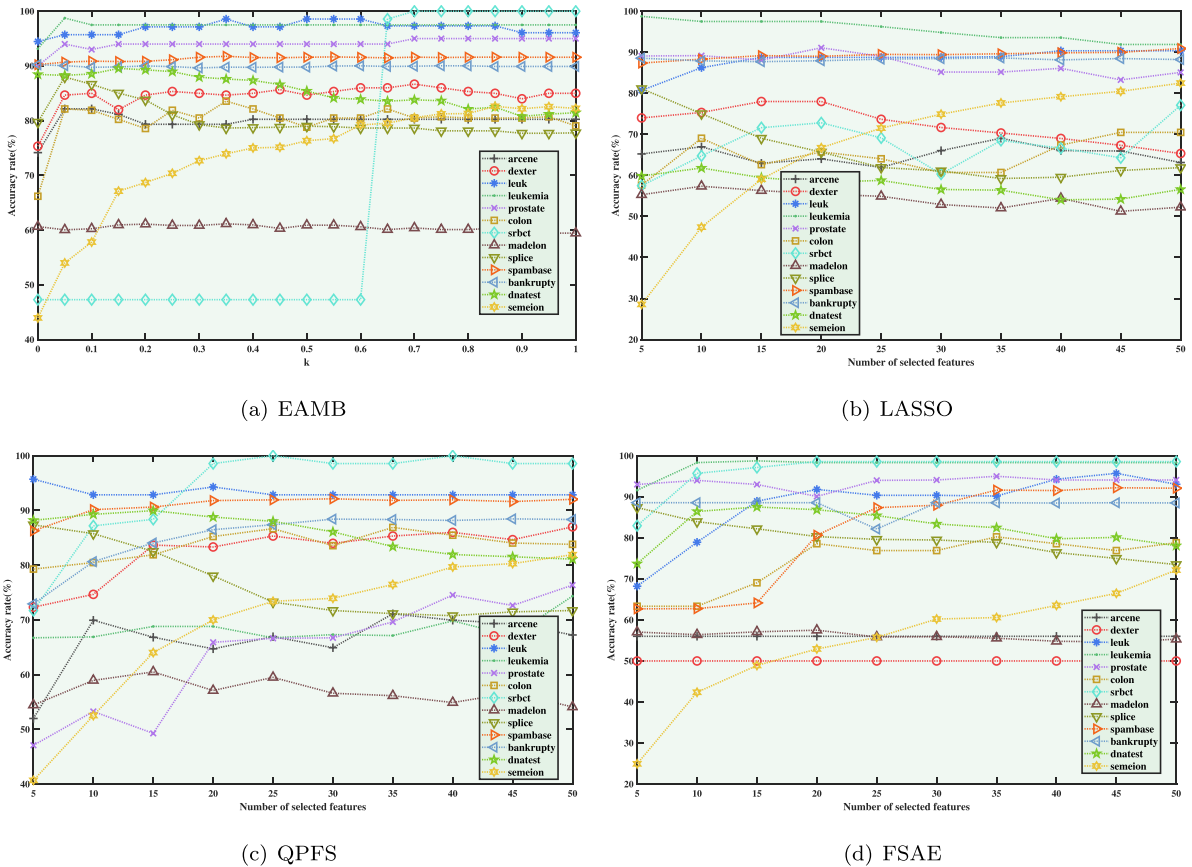 100
90
80
70
60
50
40
Accuracy rate(%)
0 0.1 0.2 0.3 0.4 0.5 0.6 0.7 0.8 0.9 1
k
arcene
dexter
leuk
leukemia
prostate
colon
srbct
madelon
splice
spambase
bankrupty
dnatest
semeion
(a) EAMB
100
90
80
70
60
50
40
30
20
Accuracy rate(%)
5 10 15 20 25 30 35 40 45 50
Number of selected features
arcene
dexter
leuk
leukemia
prostate
colon
srbct
madelon
splice
spambase
bankrupty
dnatest
semeion
(b) LASSO
100
90
80
70
60
50
40
Accuracy rate(%)
5 10 15 20 25 30 35 40 45 50
Number of selected features
arcene
dexter
leuk
leukemia
prostate
colon
srbct
madelon
splice
spambase
bankrupty
dnatest
semeion
(c) QPFS
100
90
80
70
60
50
40
30
20
Accuracy rate(%)
5 10 15 20 25 30 35 40 45 50
Number of selected features
arcene
dexter
leuk
leukemia
prostate
colon
srbct
madelon
splice
spambase
bankrupty
dnatest
semeion
(d) FSAE